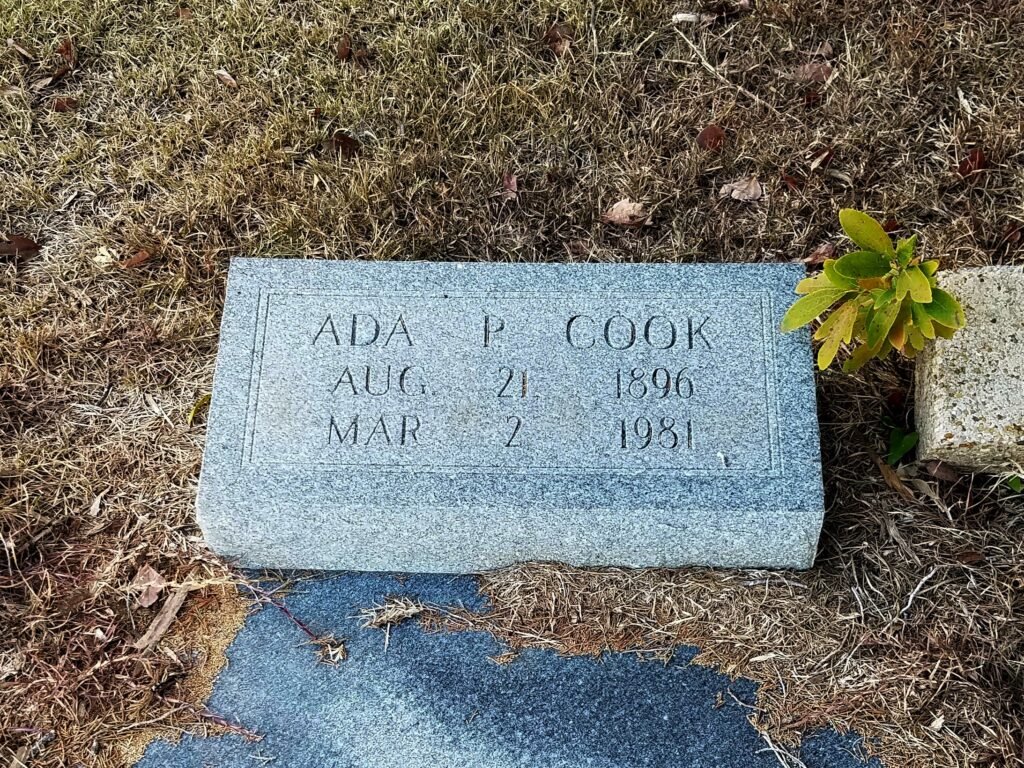 ADA P. COOK
AUG. 21, 1896
MAR. 2, 1981